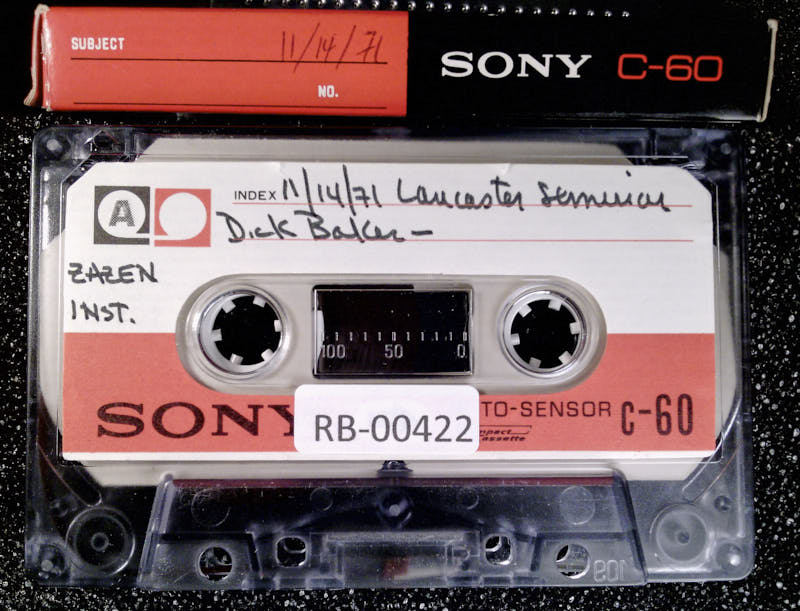 SUBJECT 11/14/71
NO.
SONY C-60
A
INDEX 11/14/71 Lancaster Seminar
Dick Baker —
ZAZEN
INST.
100 50 0
SONY TO-SENSOR C-60
RB-00422